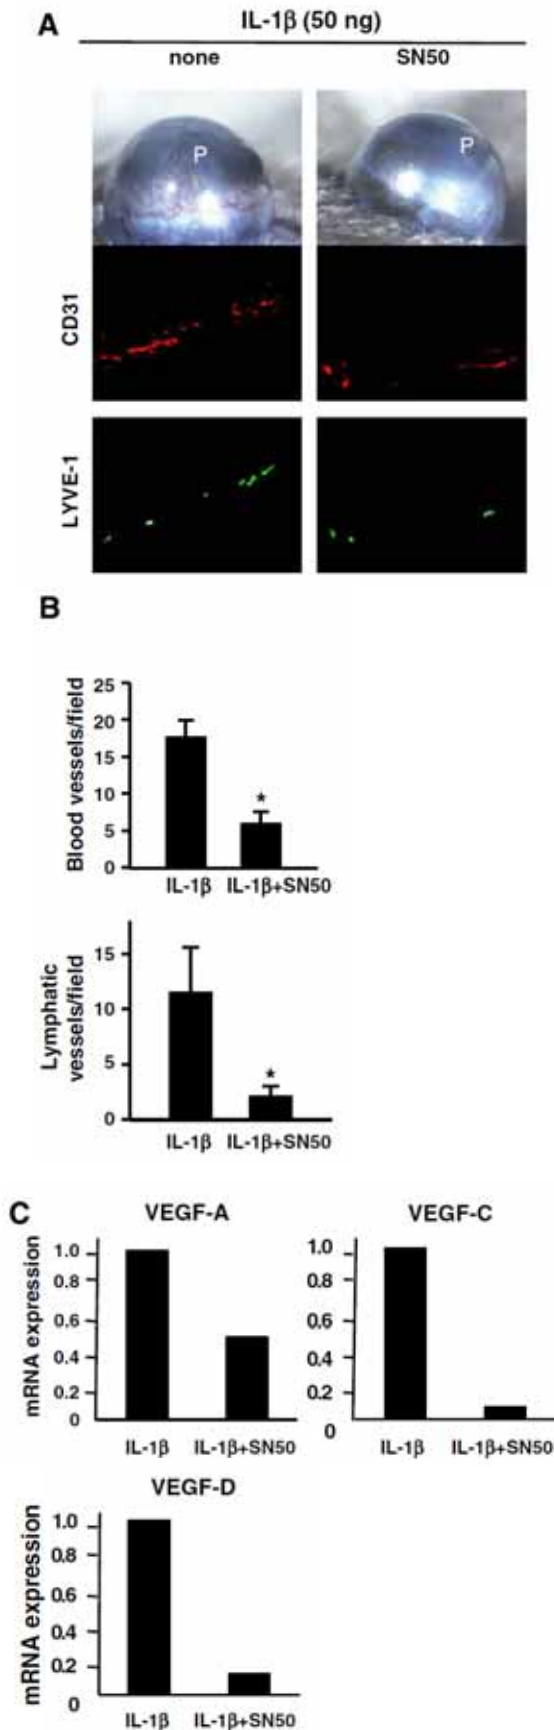 A
IL-1β (50 ng)
none
SN50
P
P
CD31
LYVE-1
B
Blood vessels/field
25
20
15
10
5
0
*
IL-1β
IL-1β+SN50
Lymphatic
vessels/field
15
10
5
0
*
IL-1β
IL-1β+SN50
C
VEGF-A
mRNA expression
1.0
0.8
0.6
0.4
0.2
0
IL-1β
IL-1β+SN50
VEGF-C
1.0
0.8
0.6
0.4
0.2
0
IL-1β
IL-1β+SN50
VEGF-D
mRNA expression
1.0
0.8
0.6
0.4
0.2
0
IL-1β
IL-1β+SN50